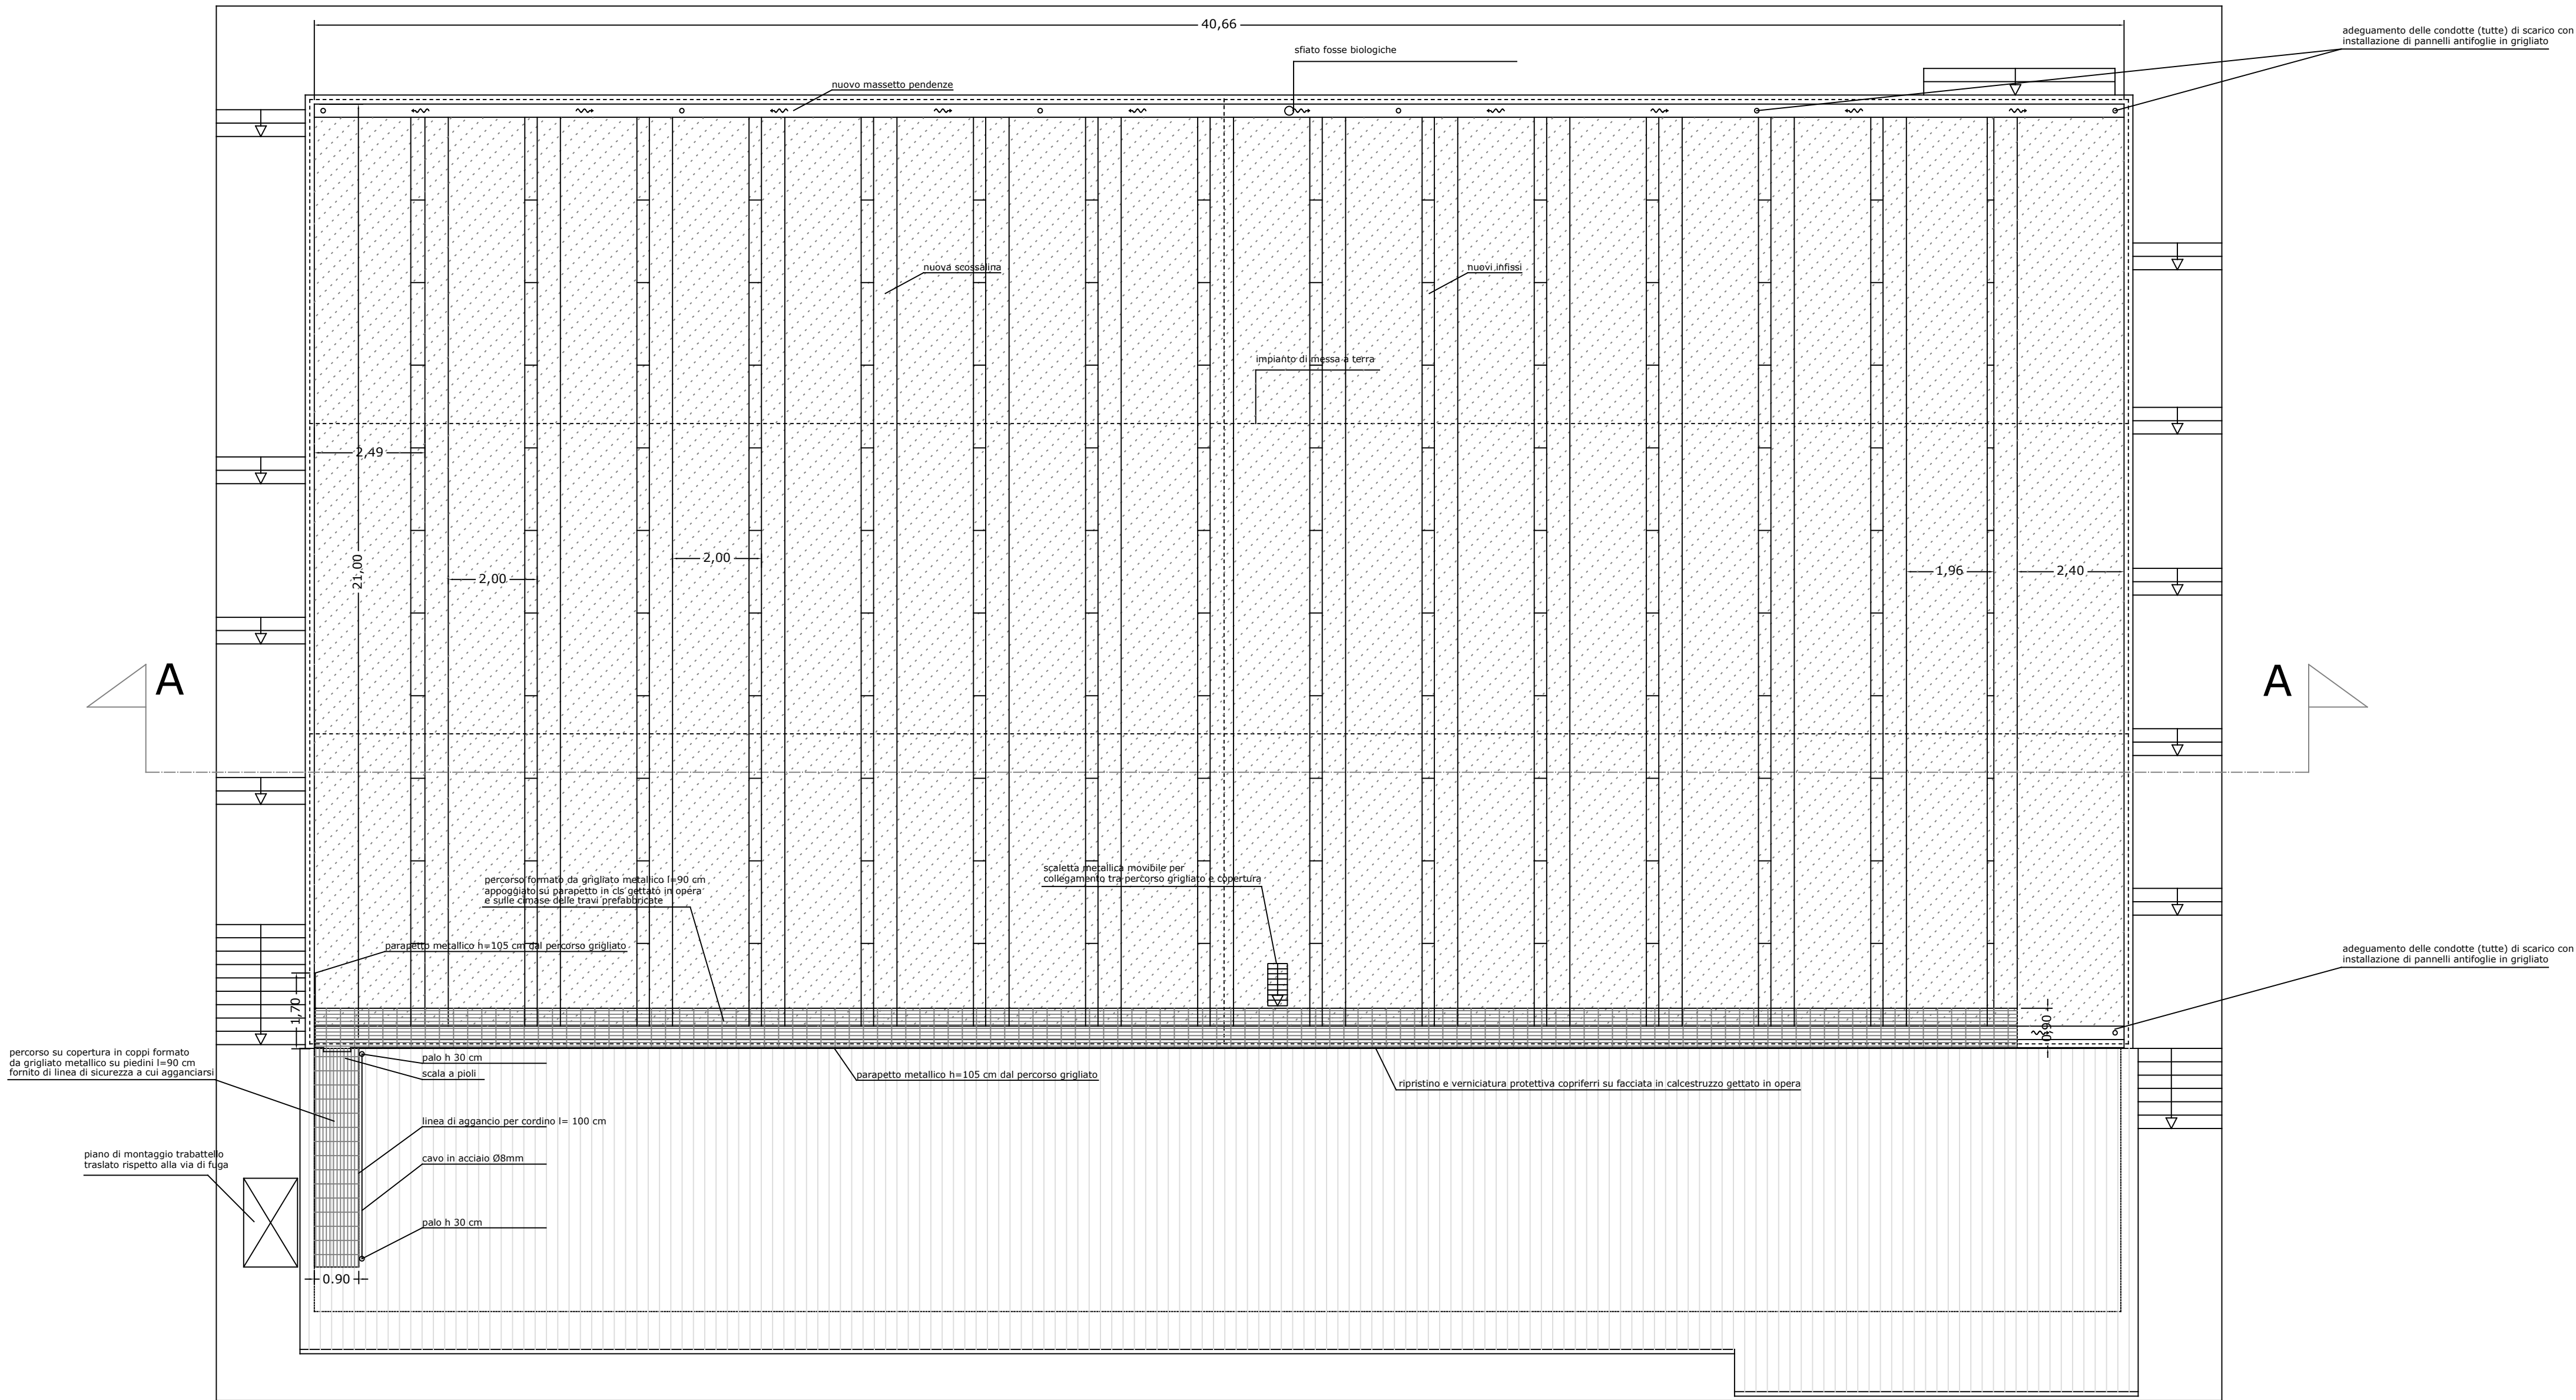 40,66
sfiato fosse biologiche
adeguamento delle condotte (tutte) di scarico con
installazione di pannelli antifoglie in grigliato
nuovo massetto pendenze
nuova scossalina
nuovi infissi
impianto di messa a terra
2,49
21,00
2,00
2,00
1,96
2,40
A
A
percorso formato da grigliato metallico l=90 cm
appoggiato su parapetto in cls gettato in opera
e sulle cimase delle travi prefabbricate
scaletta metallica movibile per
collegamento tra percorso grigliato e copertura
parapetto metallico h=105 cm dal percorso grigliato
adeguamento delle condotte (tutte) di scarico con
installazione di pannelli antifoglie in grigliato
1,70
0,90
percorso su copertura in coppi formato
da grigliato metallico su piedini l=90 cm
fornito di linea di sicurezza a cui agganciarsi
palo h 30 cm
scala a pioli
parapetto metallico h=105 cm dal percorso grigliato
ripristino e verniciatura protettiva copriferri su facciata in calcestruzzo gettato in opera
linea di aggancio per cordino l= 100 cm
piano di montaggio trabattello
traslato rispetto alla via di fuga
cavo in acciaio Ø8mm
palo h 30 cm
0.90